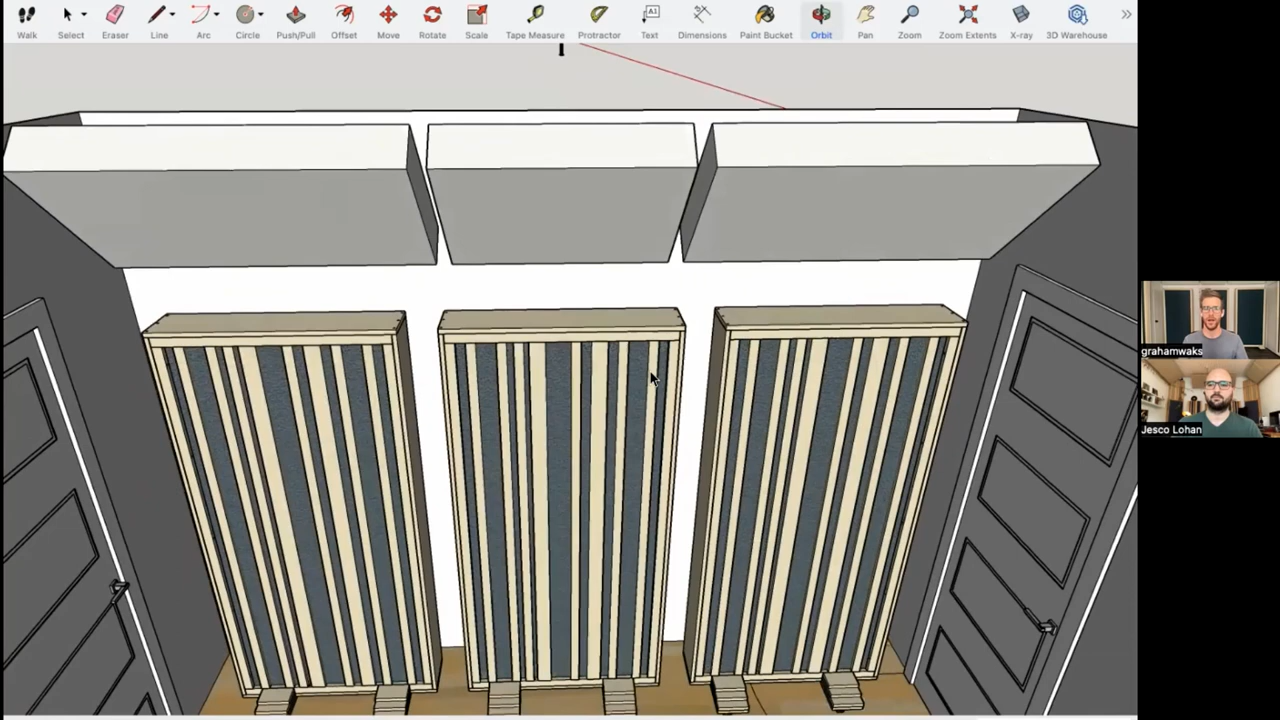 Walk Select Eraser Line Arc Circle Push/Pull Offset Move Rotate Scale Tape Measure Protractor Text Dimensions Paint Bucket Orbit Pan Zoom Zoom Extents X-ray 3D Warehouse
A1
grahamwaks
Jesco Lohan